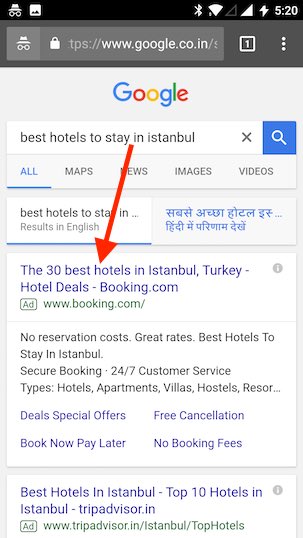 5:20
tps://www.google.co.in/s
1
Google
best hotels to stay in istanbul
ALL MAPS NEWS IMAGES VIDEOS
best hotels to stay in ...
Results in English
सबसे अच्छा होटल इस्...
हिंदी में परिणाम देखें
The 30 best hotels in Istanbul, Turkey -
Hotel Deals - Booking.com
Ad www.booking.com/
No reservation costs. Great rates. Best Hotels To
Stay In Istanbul.
Secure Booking · 24/7 Customer Service
Types: Hotels, Apartments, Villas, Hostels, Resor...
Deals Special Offers Free Cancellation
Book Now Pay Later No Booking Fees
Best Hotels In Istanbul - Top 10 Hotels in
Istanbul - tripadvisor.in
Ad www.tripadvisor.in/Istanbul/TopHotels